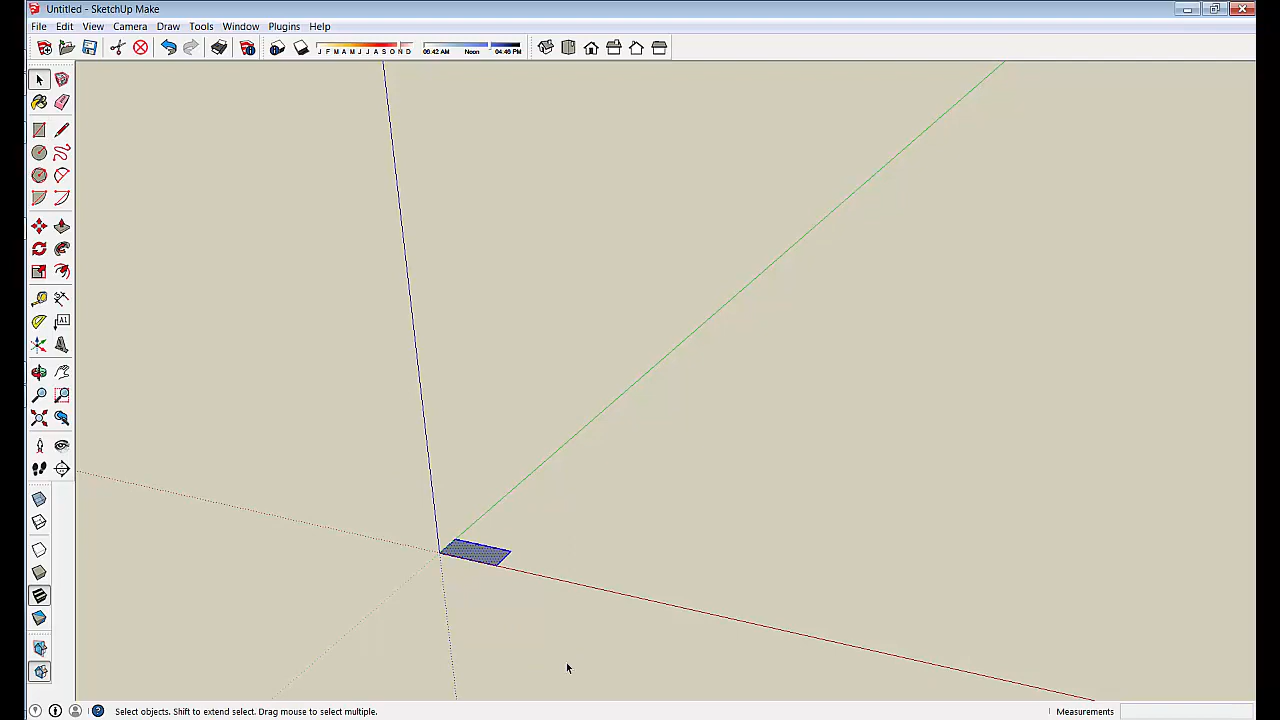 Untitled - SketchUp Make
File Edit View Camera Draw Tools Window Plugins Help
J F M A M J J A S O N D
06:42 AM Noon 04:46 PM
A1
Select objects. Shift to extend select. Drag mouse to select multiple.
Measurements